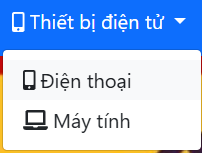 Thiết bị điện tử
Điện thoại
Máy tính